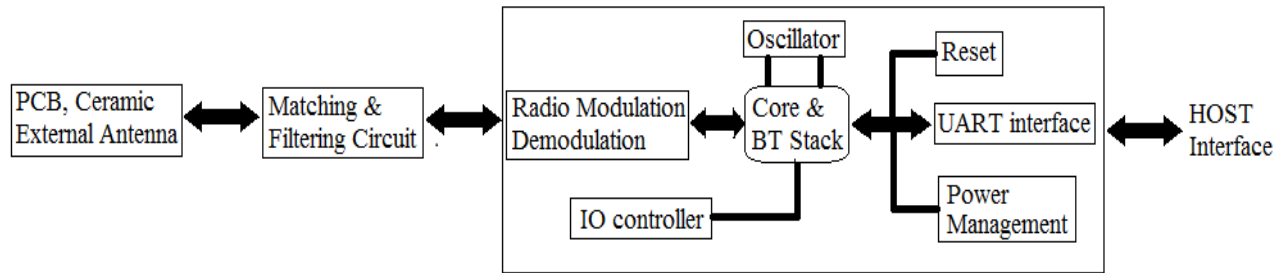 PCB, Ceramic
External Antenna
Matching &
Filtering Circuit
Radio Modulation
Demodulation
Oscillator
Core &
BT Stack
IO controller
Reset
UART interface
Power
Management
HOST
Interface